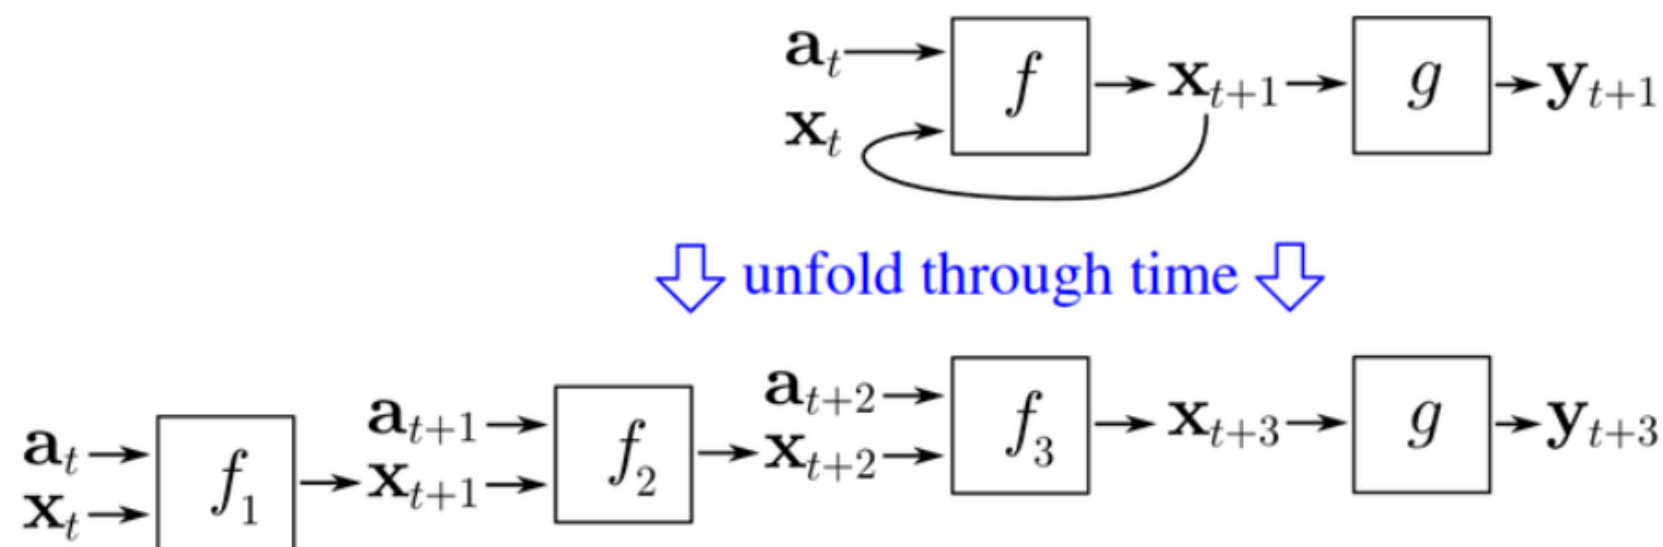 a_t f x_{t+1} g y_{t+1}
x_t
unfold through time
a_{t+2} f_3 x_{t+3} g y_{t+3}
a_{t+1} f_2 x_{t+2}
a_t f_1 x_{t+1}
x_t